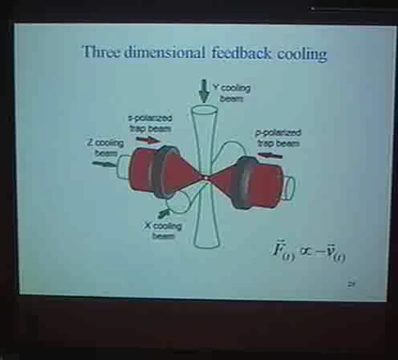 Three dimensional feedback cooling
Y cooling
beam
s-polarized
trap beam
p-polarized
trap beam
Z cooling
beam
X cooling
beam
F⃗(t) ∝ −v⃗(t)